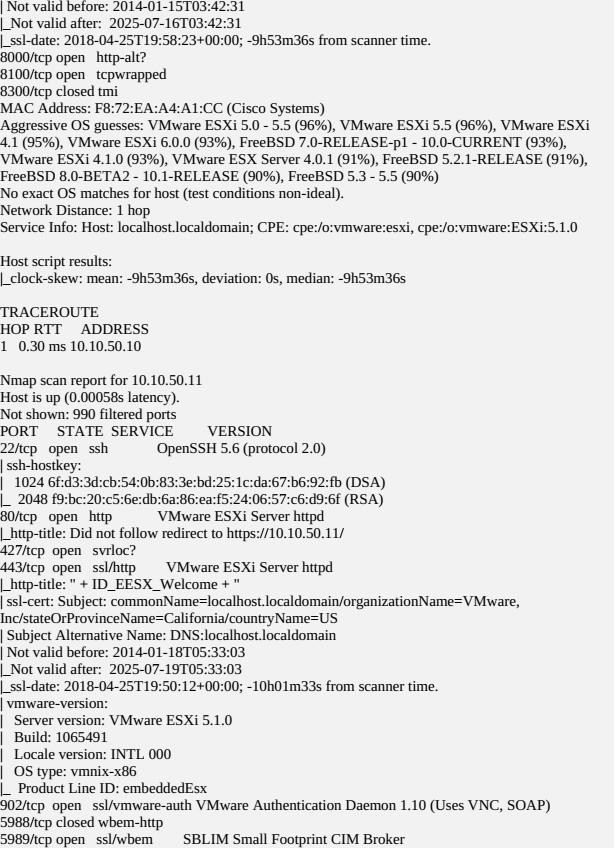 | Not valid before: 2014-01-15T03:42:31
|_Not valid after:  2025-07-16T03:42:31
|_ssl-date: 2018-04-25T19:58:23+00:00; -9h53m36s from scanner time.
8000/tcp open   http-alt?
8100/tcp open   tcpwrapped
8300/tcp closed tmi
MAC Address: F8:72:EA:A4:A1:CC (Cisco Systems)
Aggressive OS guesses: VMware ESXi 5.0 - 5.5 (96%), VMware ESXi 5.5 (96%), VMware ESXi
4.1 (95%), VMware ESXi 6.0.0 (93%), FreeBSD 7.0-RELEASE-p1 - 10.0-CURRENT (93%),
VMware ESXi 4.1.0 (93%), VMware ESX Server 4.0.1 (91%), FreeBSD 5.2.1-RELEASE (91%),
FreeBSD 8.0-BETA2 - 10.1-RELEASE (90%), FreeBSD 5.3 - 5.5 (90%)
No exact OS matches for host (test conditions non-ideal).
Network Distance: 1 hop
Service Info: Host: localhost.localdomain; CPE: cpe:/o:vmware:esxi, cpe:/o:vmware:ESXi:5.1.0

Host script results:
|_clock-skew: mean: -9h53m36s, deviation: 0s, median: -9h53m36s

TRACEROUTE
HOP RTT     ADDRESS
1   0.30 ms 10.10.50.10

Nmap scan report for 10.10.50.11
Host is up (0.00058s latency).
Not shown: 990 filtered ports
PORT     STATE  SERVICE         VERSION
22/tcp   open   ssh             OpenSSH 5.6 (protocol 2.0)
| ssh-hostkey:
|   1024 6f:d3:3d:cb:54:0b:83:3e:bd:25:1c:da:67:b6:92:fb (DSA)
|_  2048 f9:bc:20:c5:6e:db:6a:86:ea:f5:24:06:57:c6:d9:6f (RSA)
80/tcp   open   http            VMware ESXi Server httpd
|_http-title: Did not follow redirect to https://10.10.50.11/
427/tcp  open   svrloc?
443/tcp  open   ssl/http        VMware ESXi Server httpd
|_http-title: " + ID_EESX_Welcome + "
| ssl-cert: Subject: commonName=localhost.localdomain/organizationName=VMware,
Inc/stateOrProvinceName=California/countryName=US
| Subject Alternative Name: DNS:localhost.localdomain
| Not valid before: 2014-01-18T05:33:03
|_Not valid after:  2025-07-19T05:33:03
|_ssl-date: 2018-04-25T19:50:12+00:00; -10h01m33s from scanner time.
| vmware-version:
|   Server version: VMware ESXi 5.1.0
|   Build: 1065491
|   Locale version: INTL 000
|   OS type: vmnix-x86
|_  Product Line ID: embeddedEsx
902/tcp  open   ssl/vmware-auth VMware Authentication Daemon 1.10 (Uses VNC, SOAP)
5988/tcp closed wbem-http
5989/tcp open   ssl/wbem        SBLIM Small Footprint CIM Broker